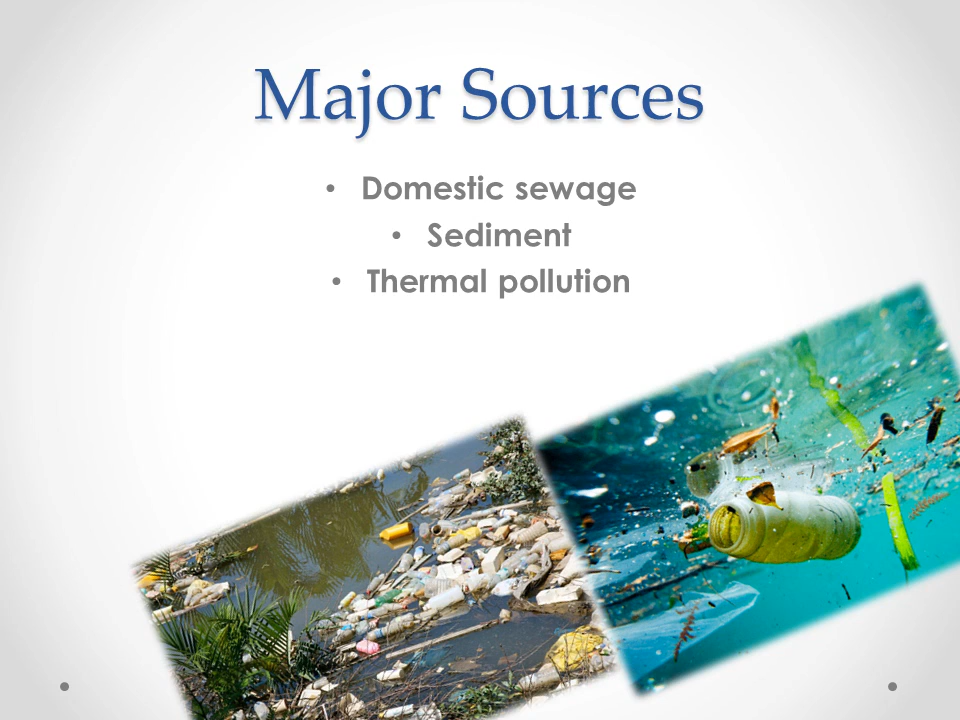 Major Sources
• Domestic sewage
• Sediment
• Thermal pollution